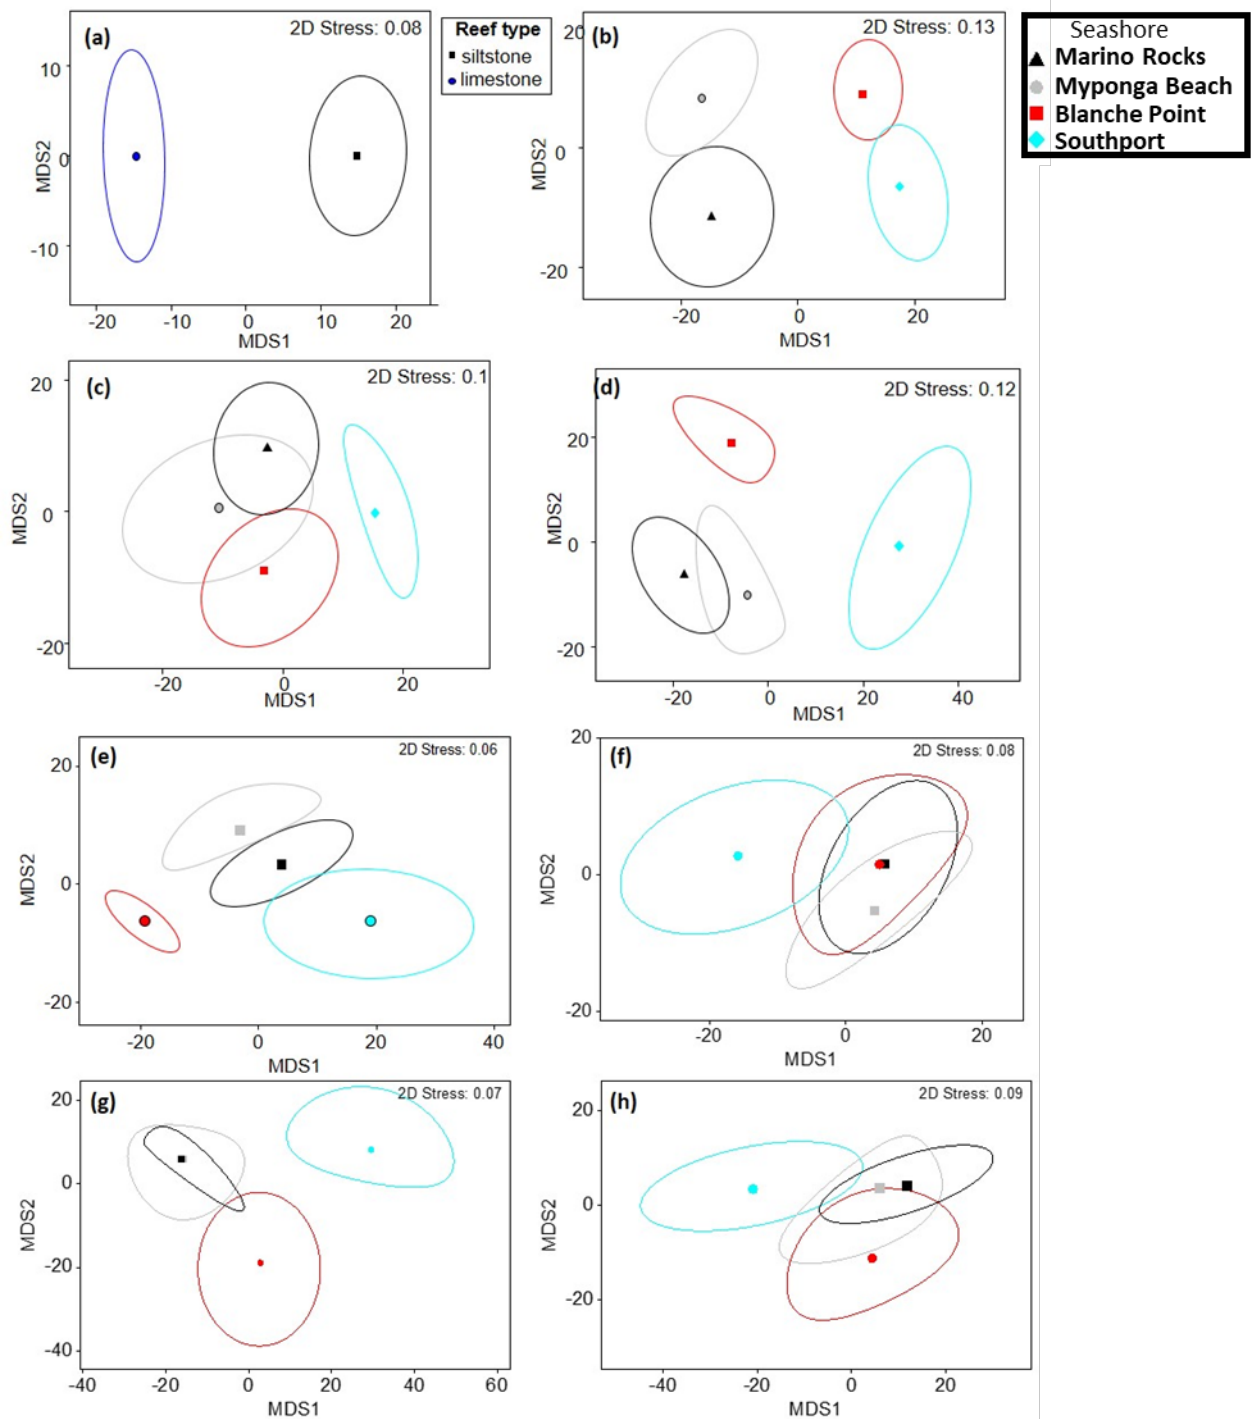 (a)
2D Stress: 0.08
10
0
-10
MDS2
-20
-10
0
10
20
MDS1
Reef type
siltstone
limestone
(b)
2D Stress: 0.13
20
0
-20
MDS2
-20
0
20
MDS1
Seashore
Marino Rocks
Myponga Beach
Blanche Point
Southport
(c)
2D Stress: 0.1
20
0
-20
MDS2
-20
0
20
MDS1
(d)
2D Stress: 0.12
20
0
-20
MDS2
-20
0
20
40
MDS1
(e)
2D Stress: 0.06
20
0
-20
MDS2
-20
0
20
40
MDS1
(f)
2D Stress: 0.08
20
0
-20
MDS2
-20
0
20
MDS1
(g)
2D Stress: 0.07
20
0
-20
-40
MDS2
-40
-20
0
20
40
60
MDS1
(h)
2D Stress: 0.09
20
0
-20
MDS2
-40
-20
0
20
MDS1